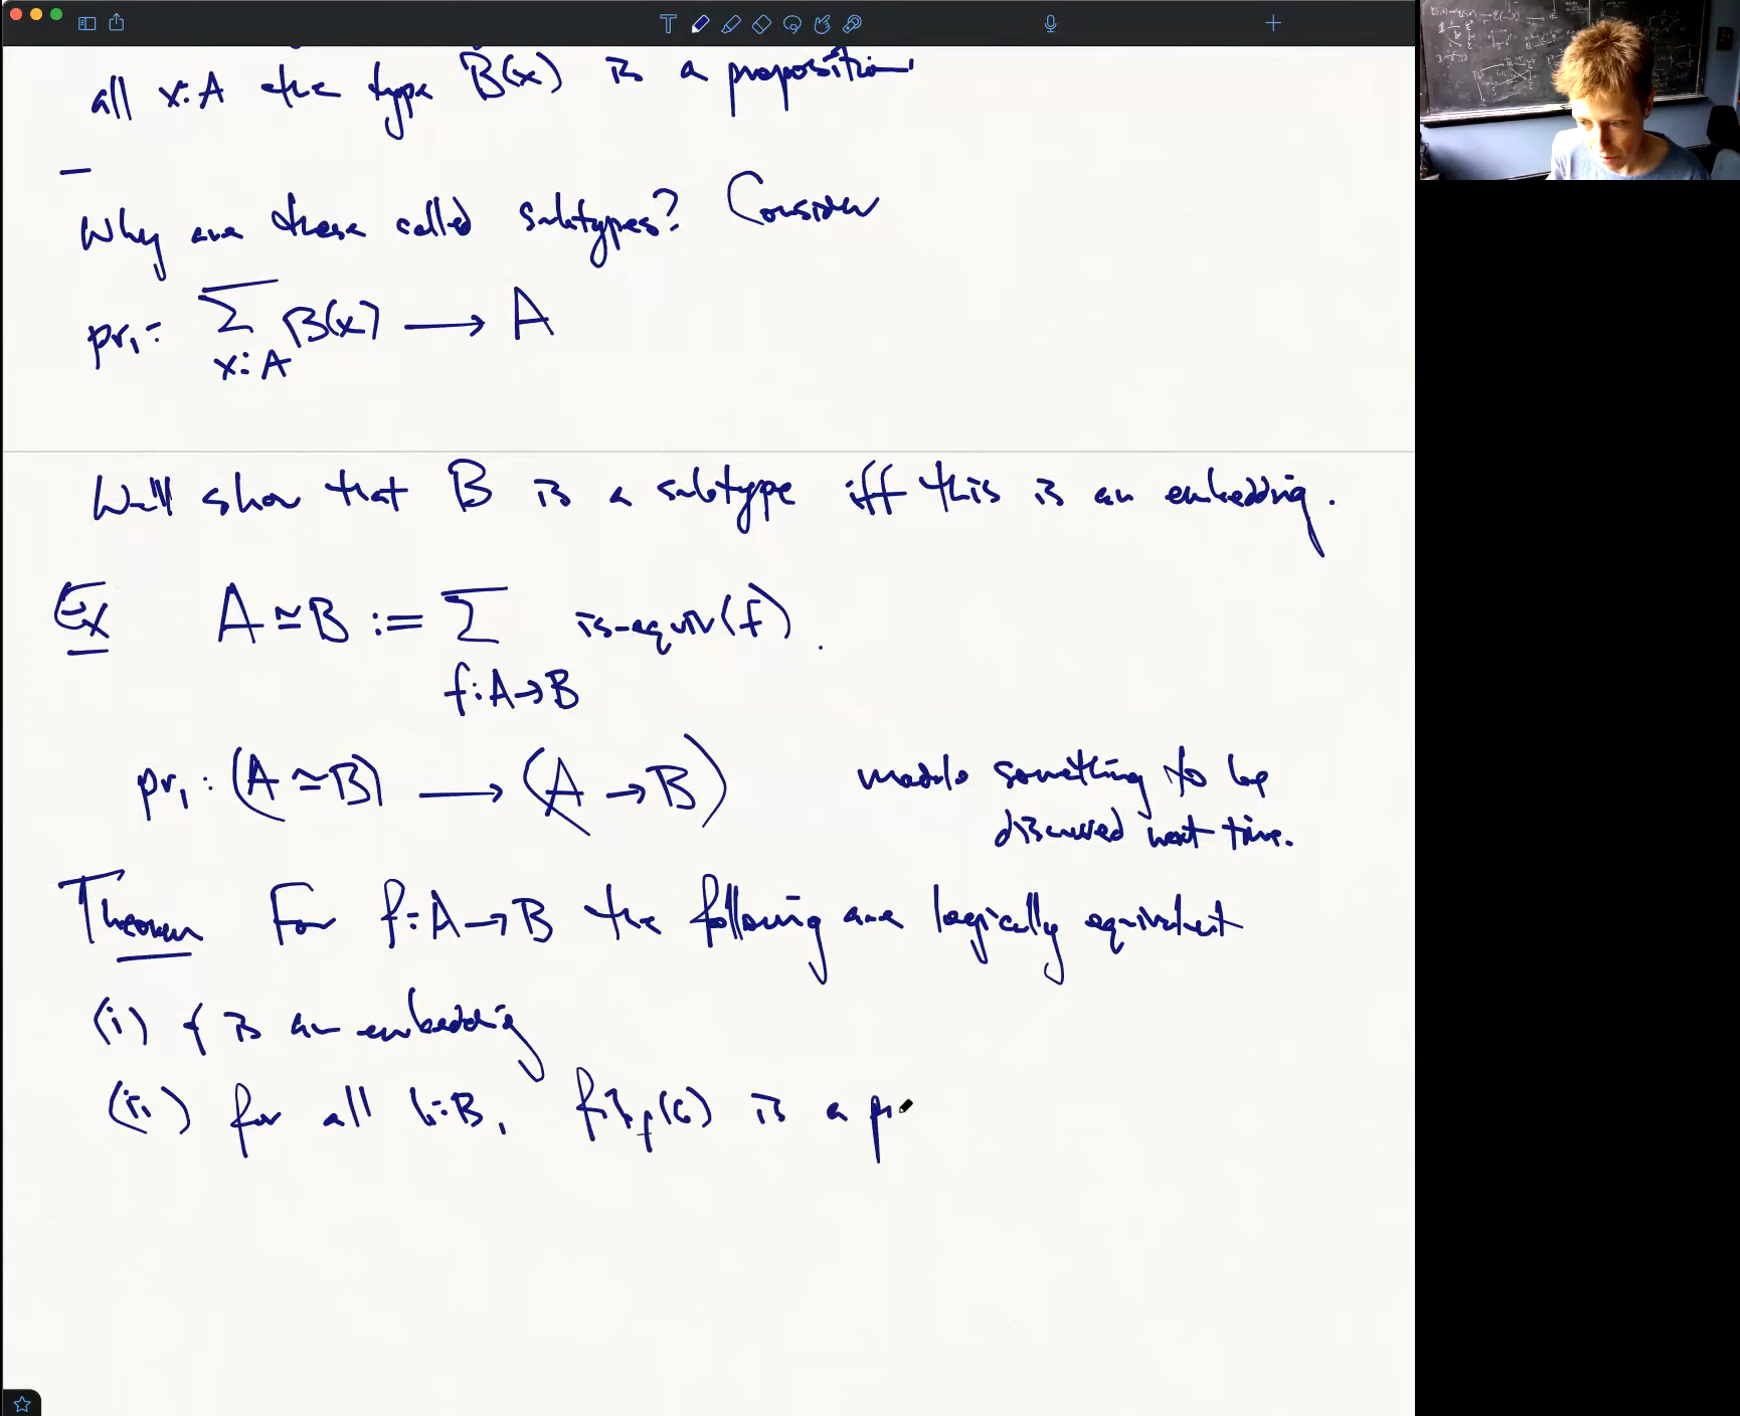 all x:A the type B(x) is a proposition.
Why are these called subtypes? Consider
pr₁: ∑ B(x) ⟶ A
x:A
We'll show that B is a subtype iff this is an embedding.
Ex A ≃ B := ∑ is-equiv(f).
f:A→B
pr₁: (A ≃ B) ⟶ (A → B) modulo something to be
discussed next time.
Theorem For f:A→B the following are logically equivalent
(i) f is an embedding
(ii) for all b:B, fib_f(b) is a pr